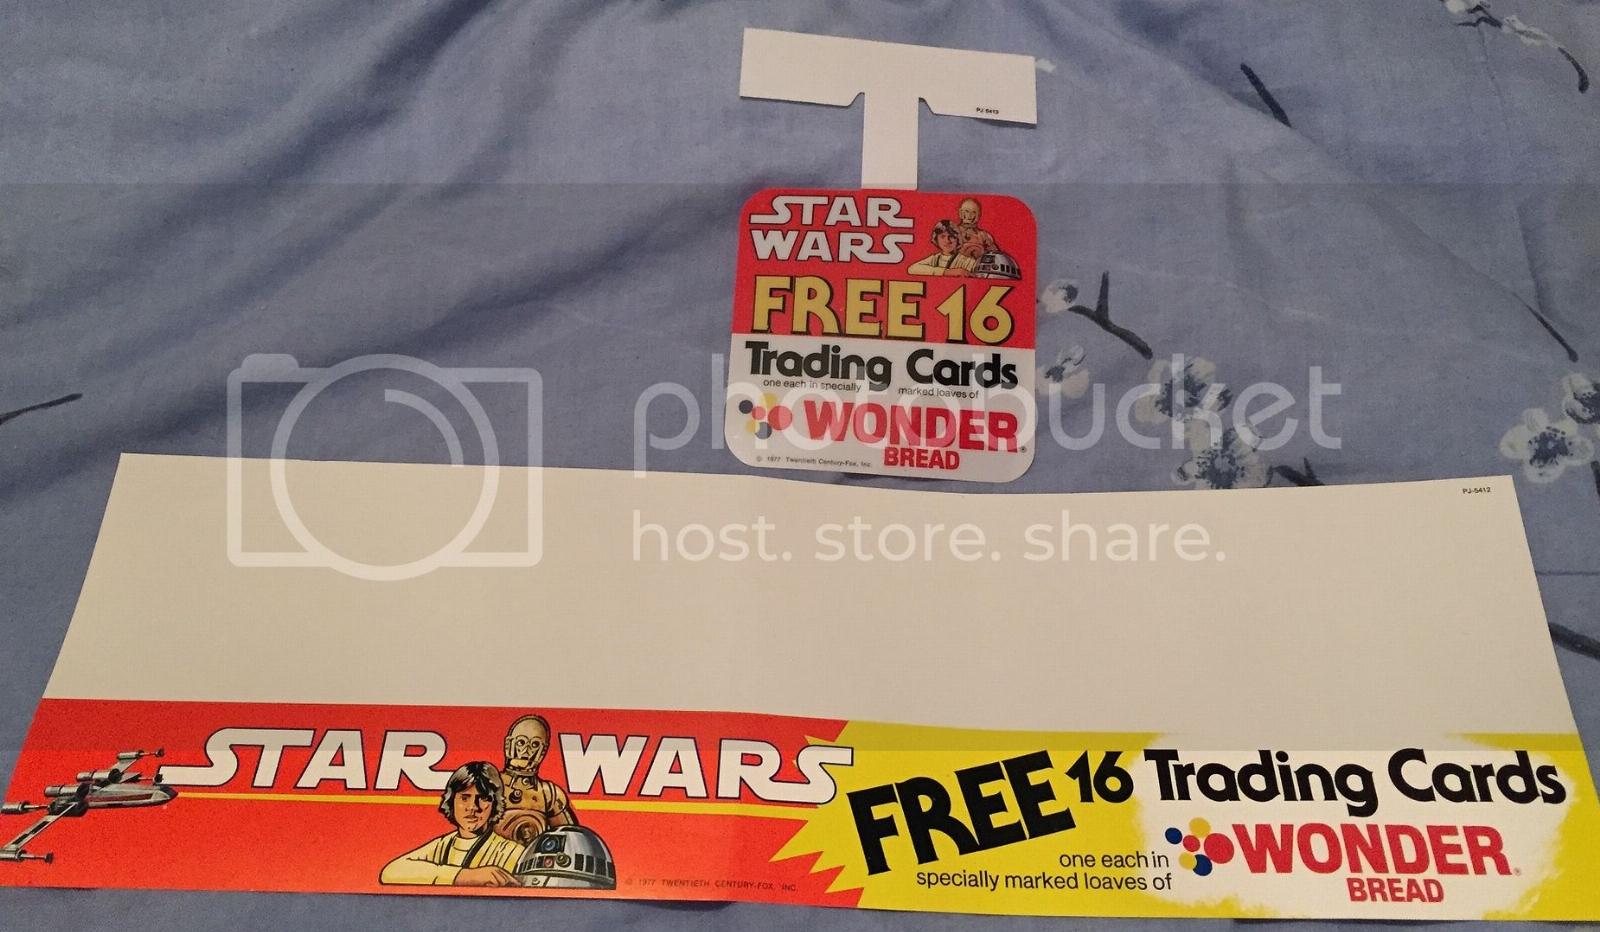 PJ-5413
STAR
WARS
FREE 16
Trading Cards
one each in specially marked loaves of
WONDER®
BREAD
© 1977 Twentieth Century-Fox, Inc.
photobucket
host. store. share.
PJ-5412
STAR WARS
FREE 16 Trading Cards
one each in
specially marked loaves of
WONDER®
BREAD
© 1977 TWENTIETH CENTURY-FOX, INC.